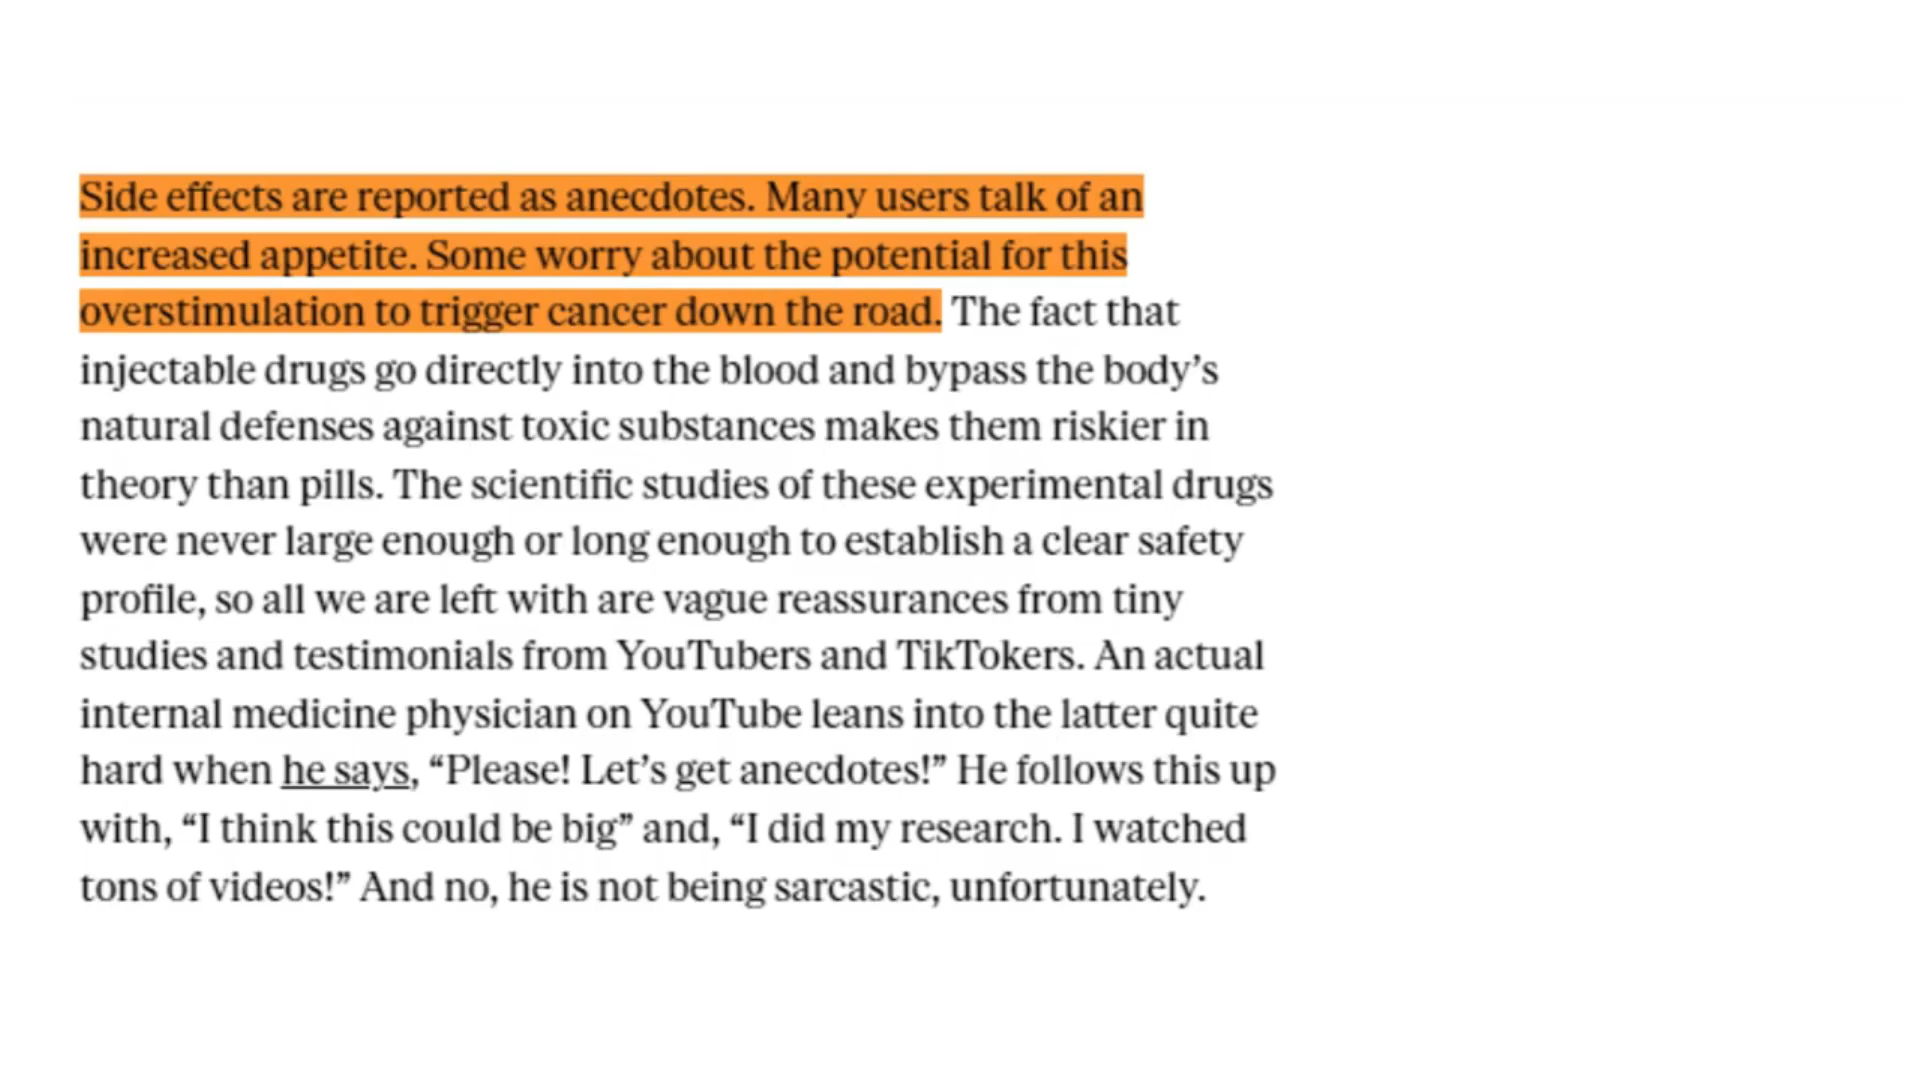 Side effects are reported as anecdotes. Many users talk of an
increased appetite. Some worry about the potential for this
overstimulation to trigger cancer down the road. The fact that
injectable drugs go directly into the blood and bypass the body’s
natural defenses against toxic substances makes them riskier in
theory than pills. The scientific studies of these experimental drugs
were never large enough or long enough to establish a clear safety
profile, so all we are left with are vague reassurances from tiny
studies and testimonials from YouTubers and TikTokers. An actual
internal medicine physician on YouTube leans into the latter quite
hard when he says, “Please! Let’s get anecdotes!” He follows this up
with, “I think this could be big” and, “I did my research. I watched
tons of videos!” And no, he is not being sarcastic, unfortunately.